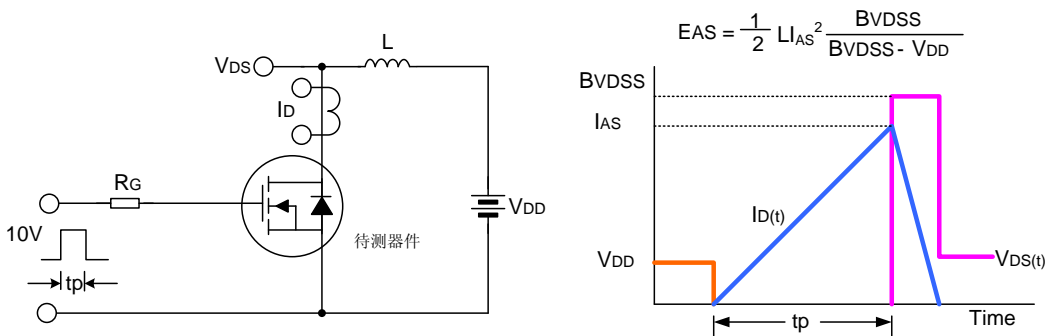 L
VDS
ID
RG
10V
tp
VDD
待测器件
EAS = 1/2 LIAS² BVDSS / BVDSS - VDD
BVDSS
IAS
ID(t)
VDD
VDS(t)
tp
Time